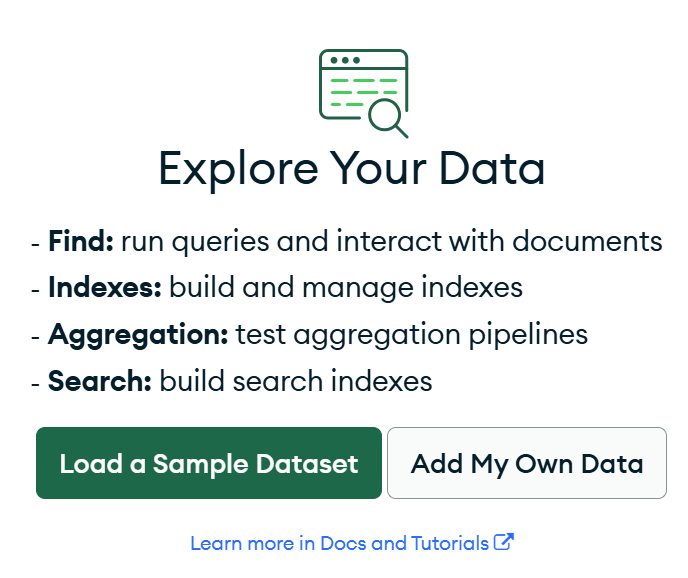 Explore Your Data
- Find: run queries and interact with documents
- Indexes: build and manage indexes
- Aggregation: test aggregation pipelines
- Search: build search indexes
Load a Sample Dataset
Add My Own Data
Learn more in Docs and Tutorials